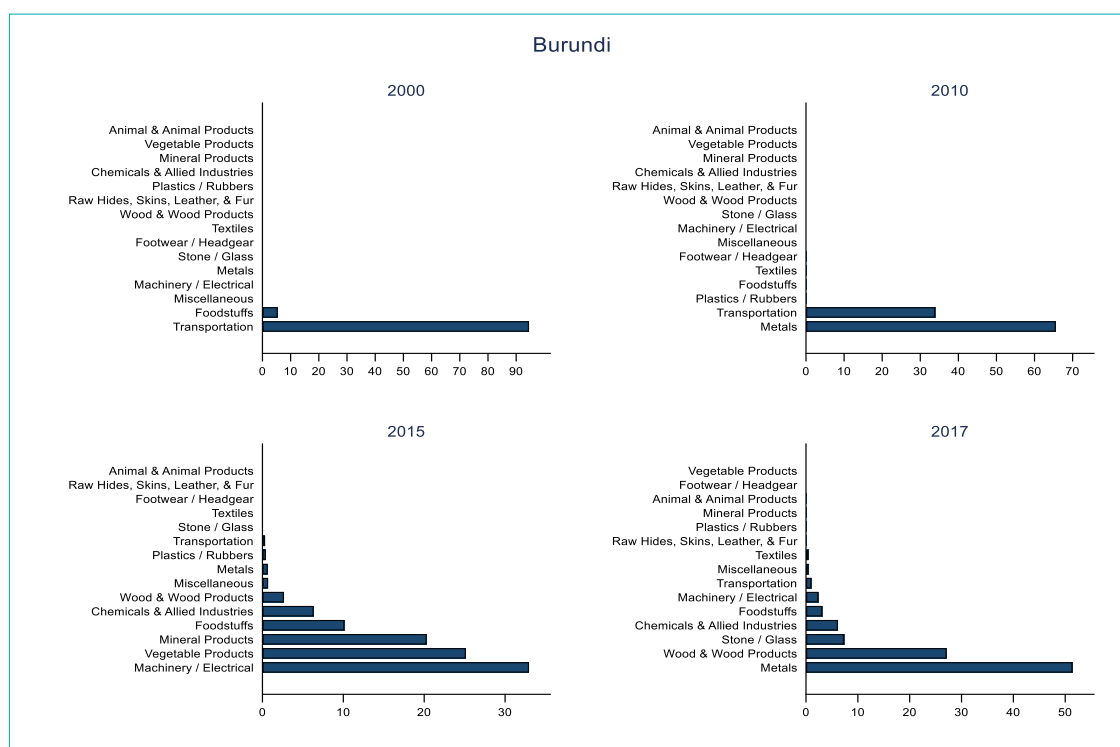 Burundi
2000
Animal & Animal Products
Vegetable Products
Mineral Products
Chemicals & Allied Industries
Plastics / Rubbers
Raw Hides, Skins, Leather, & Fur
Wood & Wood Products
Textiles
Footwear / Headgear
Stone / Glass
Metals
Machinery / Electrical
Miscellaneous
Foodstuffs
Transportation
0 10 20 30 40 50 60 70 80 90
2010
Animal & Animal Products
Vegetable Products
Mineral Products
Chemicals & Allied Industries
Raw Hides, Skins, Leather, & Fur
Wood & Wood Products
Stone / Glass
Machinery / Electrical
Miscellaneous
Footwear / Headgear
Textiles
Foodstuffs
Plastics / Rubbers
Transportation
Metals
0 10 20 30 40 50 60 70
2015
Animal & Animal Products
Raw Hides, Skins, Leather, & Fur
Footwear / Headgear
Textiles
Stone / Glass
Transportation
Plastics / Rubbers
Metals
Miscellaneous
Wood & Wood Products
Chemicals & Allied Industries
Foodstuffs
Mineral Products
Vegetable Products
Machinery / Electrical
0 10 20 30
2017
Vegetable Products
Footwear / Headgear
Animal & Animal Products
Mineral Products
Plastics / Rubbers
Raw Hides, Skins, Leather, & Fur
Textiles
Miscellaneous
Transportation
Machinery / Electrical
Foodstuffs
Chemicals & Allied Industries
Stone / Glass
Wood & Wood Products
Metals
0 10 20 30 40 50